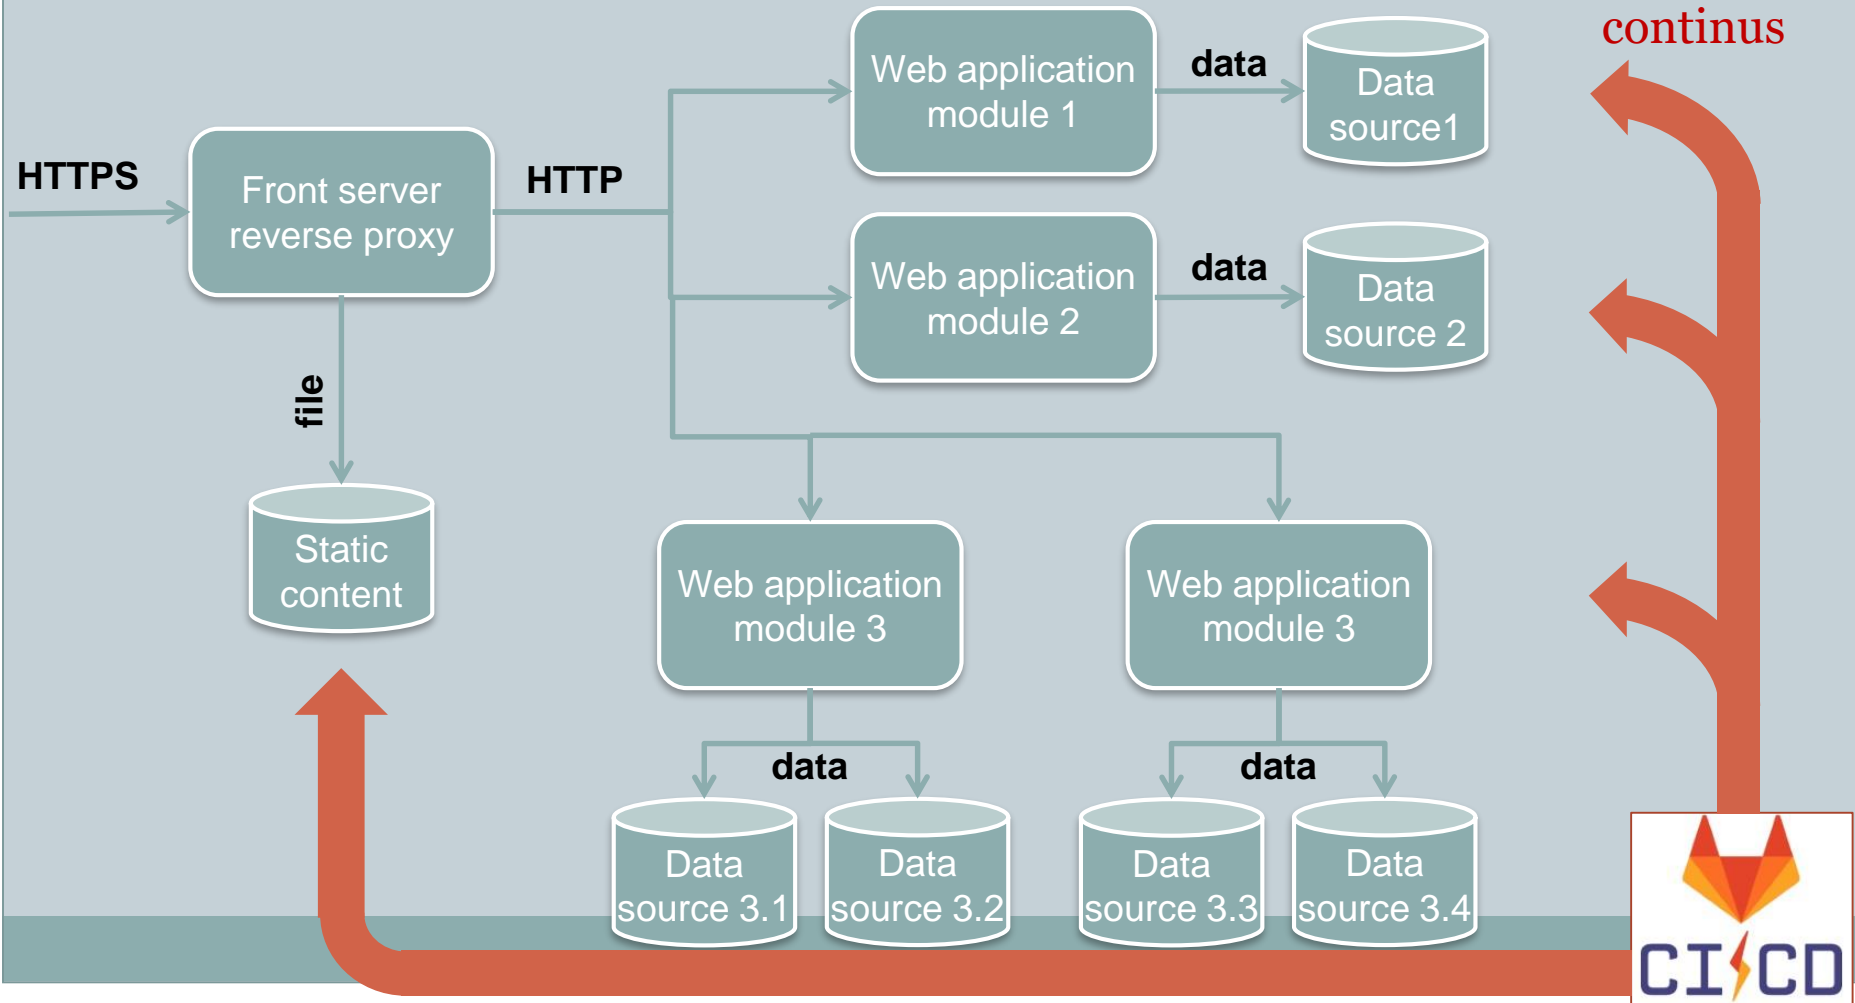 continus
Web application
module 1
data
Data
source1
HTTPS
Front server
reverse proxy
HTTP
Web application
module 2
data
Data
source 2
file
Static
content
Web application
module 3
Web application
module 3
data
data
Data
source 3.1
Data
source 3.2
Data
source 3.3
Data
source 3.4
CI CD